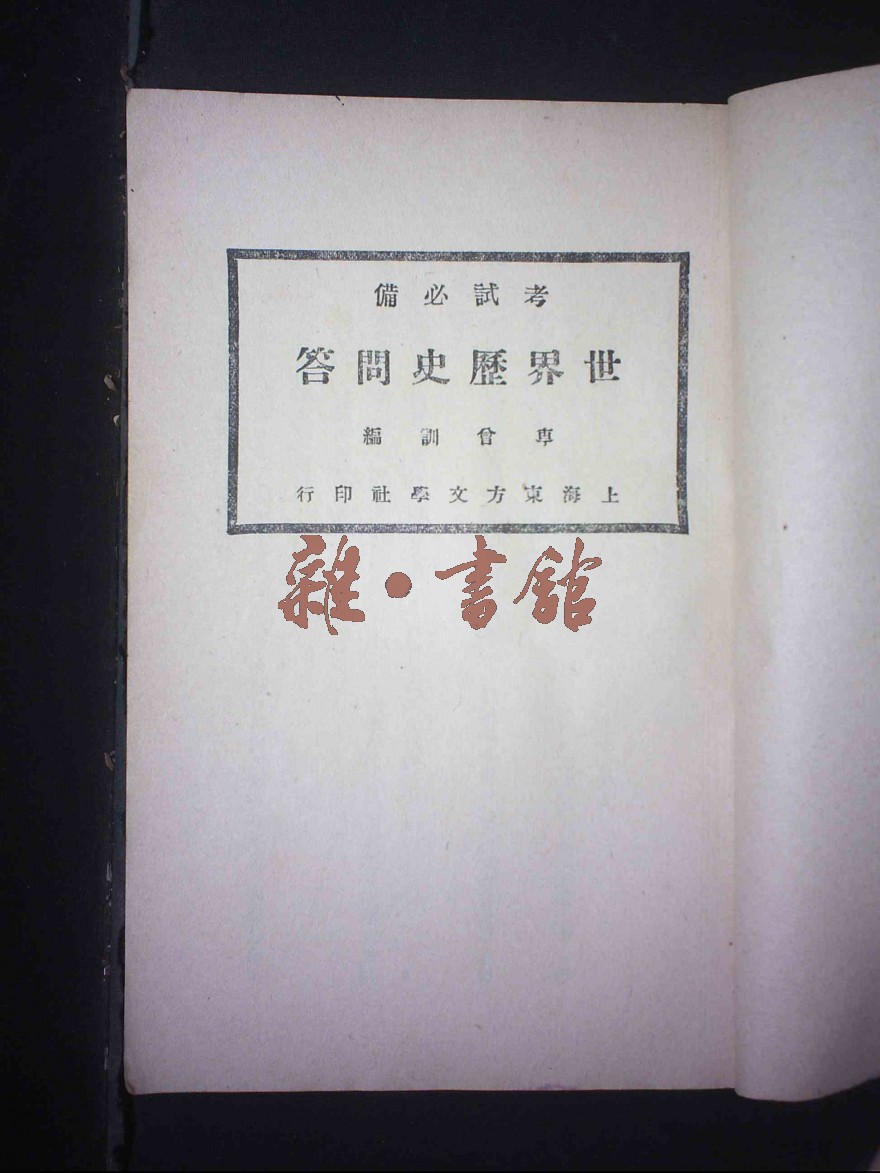 考試必備
世界歷史問答
專曾訓編
上海東方文學社印行
雜·書館